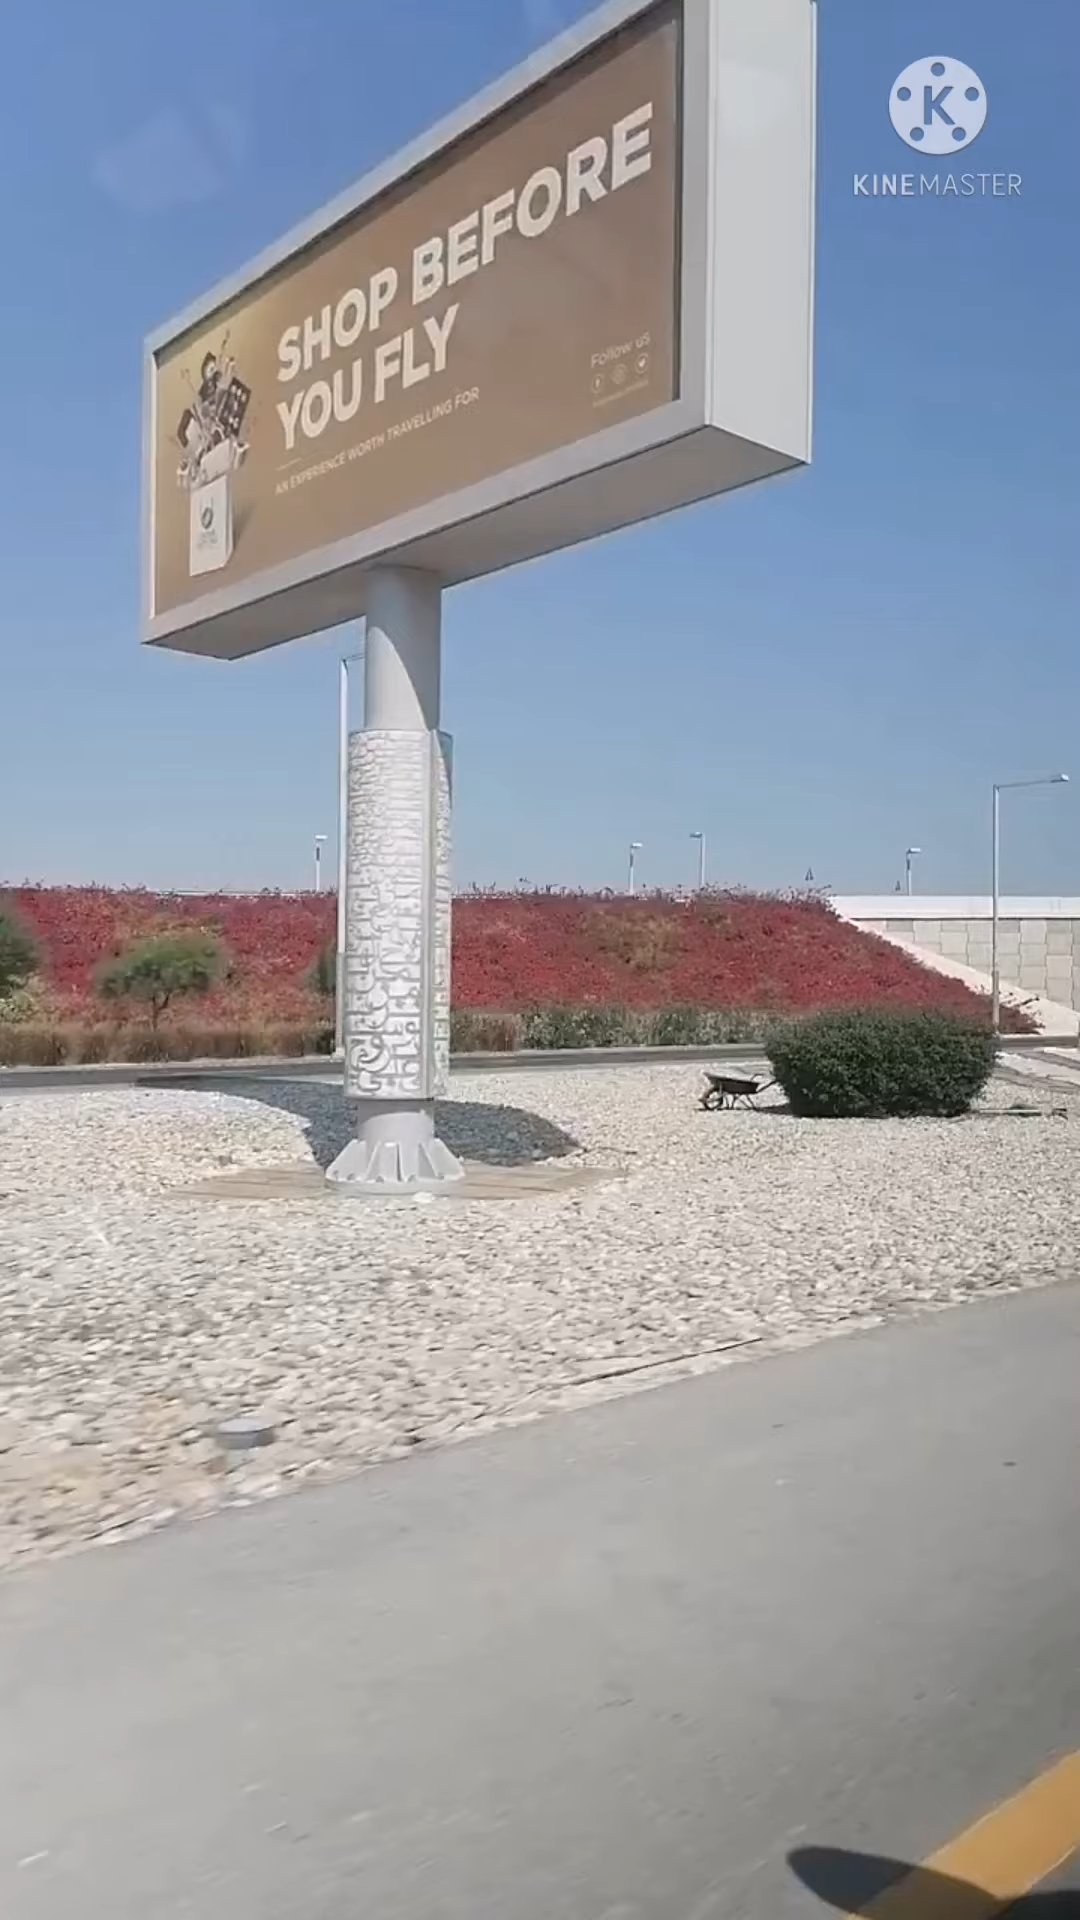 SHOP BEFORE
YOU FLY
AN EXPERIENCE WORTH TRAVELLING FOR
Follow us
K
KINEMASTER